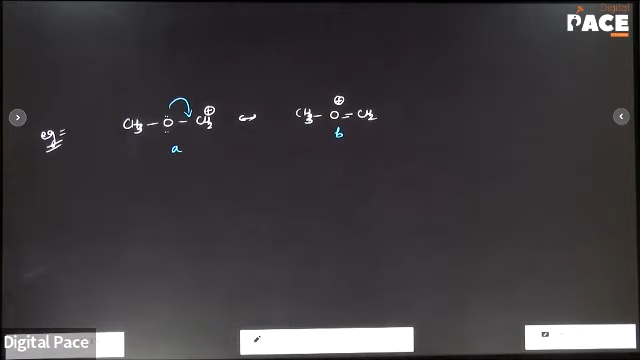 Digital
PACE
eg:
CH3 – Ö – CH2⊕ ↔ CH3 – O⊕ = CH2
a
b
Digital Pace